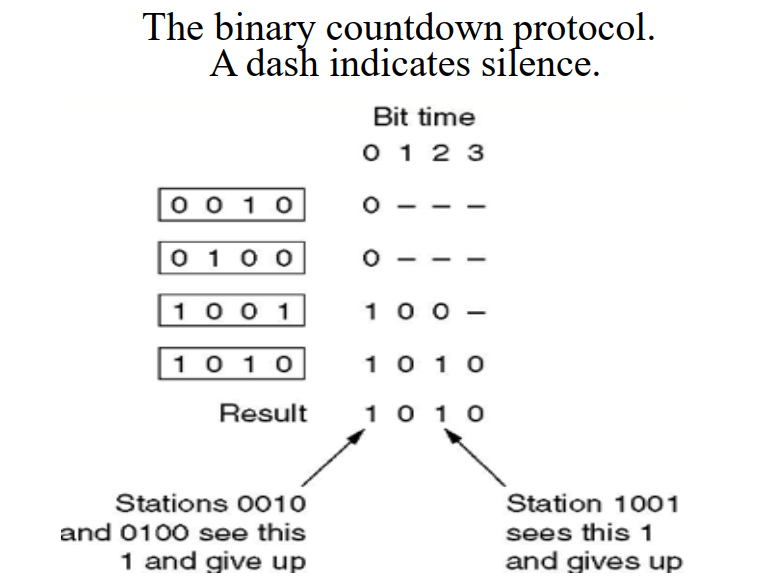 The binary countdown protocol.
A dash indicates silence.
Bit time
0 1 2 3
0 0 1 0 0 – – –
0 1 0 0 0 – – –
1 0 0 1 1 0 0 –
1 0 1 0 1 0 1 0
Result 1 0 1 0
Stations 0010
and 0100 see this
1 and give up
Station 1001
sees this 1
and gives up